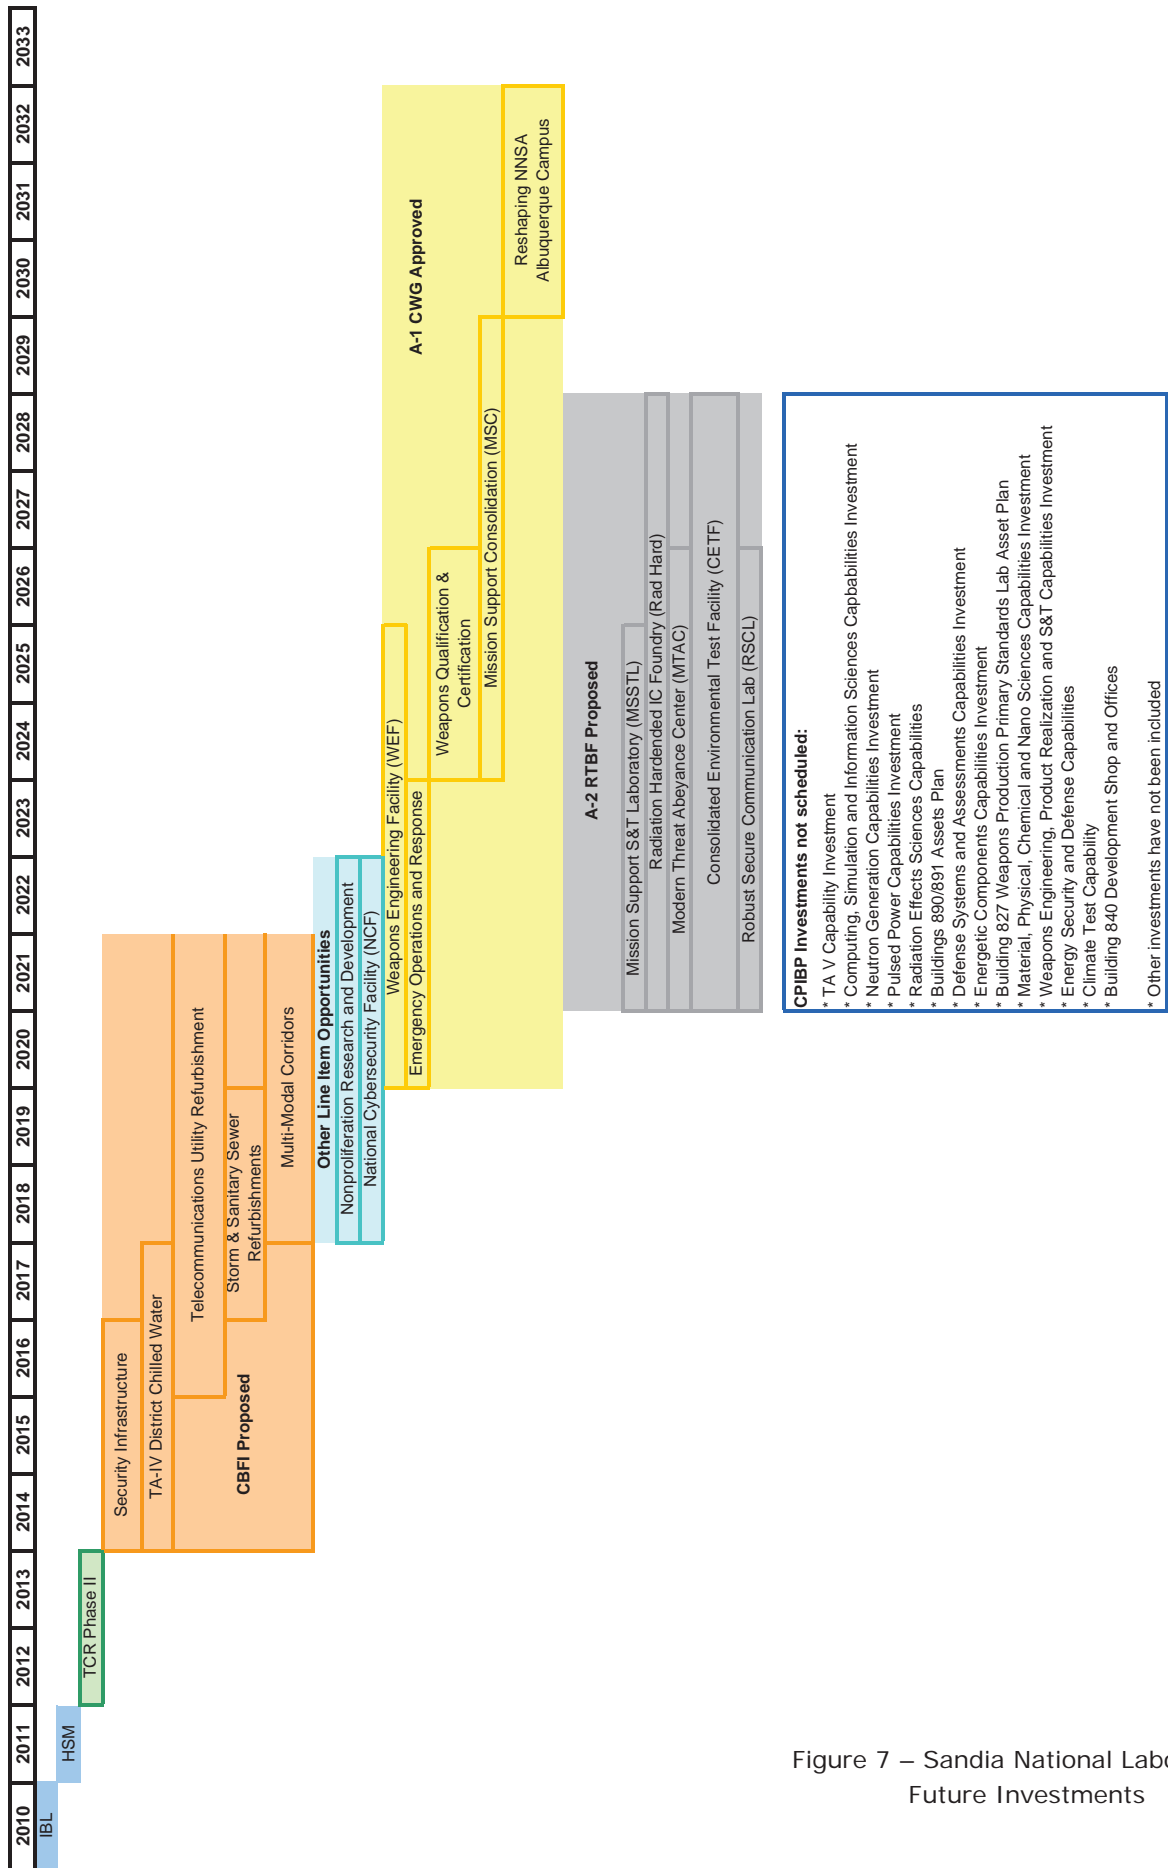 2010
2011
2012
2013
2014
2015
2016
2017
2018
2019
2020
2021
2022
2023
2024
2025
2026
2027
2028
2029
2030
2031
2032
2033
IBL
HSM
TCR Phase II
Security Infrastructure
TA-IV District Chilled Water
Telecommunications Utility Refurbishment
Storm & Sanitary Sewer
Refurbishments
CBFI Proposed
Multi-Modal Corridors
Other Line Item Opportunities
Nonproliferation Research and Development
National Cybersecurity Facility (NCF)
Weapons Engineering Facility (WEF)
Emergency Operations and Response
A-1 CWG Approved
Weapons Qualification &
Certification
Mission Support Consolidation (MSC)
Reshaping NNSA
Albuquerque Campus
A-2 RTBF Proposed
Mission Support S&T Laboratory (MSSTL)
Radiation Hardended IC Foundry (Rad Hard)
Modern Threat Abeyance Center (MTAC)
Consolidated Environmental Test Facility (CETF)
Robust Secure Communication Lab (RSCL)
CPIBP Investments not scheduled:
* T A V Capability Investment
* Computing, Simulation and Information Sciences Capbabilities Investment
* Neutron Generation Capabilities Investment
* Pulsed Power Capabilities Investment
* Radiation Effects Sciences Capabilities
* Buildings 890/891 Assets Plan
* Defense Systems and Assessments Capabilities Investment
* Energetic Components Capabilities Investment
* Building 827 Weapons Production Primary Standards Lab Asset Plan
* Material, Physical, Chemical and Nano Sciences Capabilities Investment
* Weapons Engineering, Product Realization and S&T Capabilities Investment
* Energy Security and Defense Capabilities
* Climate Test Capability
* Building 840 Development Shop and Offices
* Other investments have not been included
Figure 7 – Sandia National
Future Investments